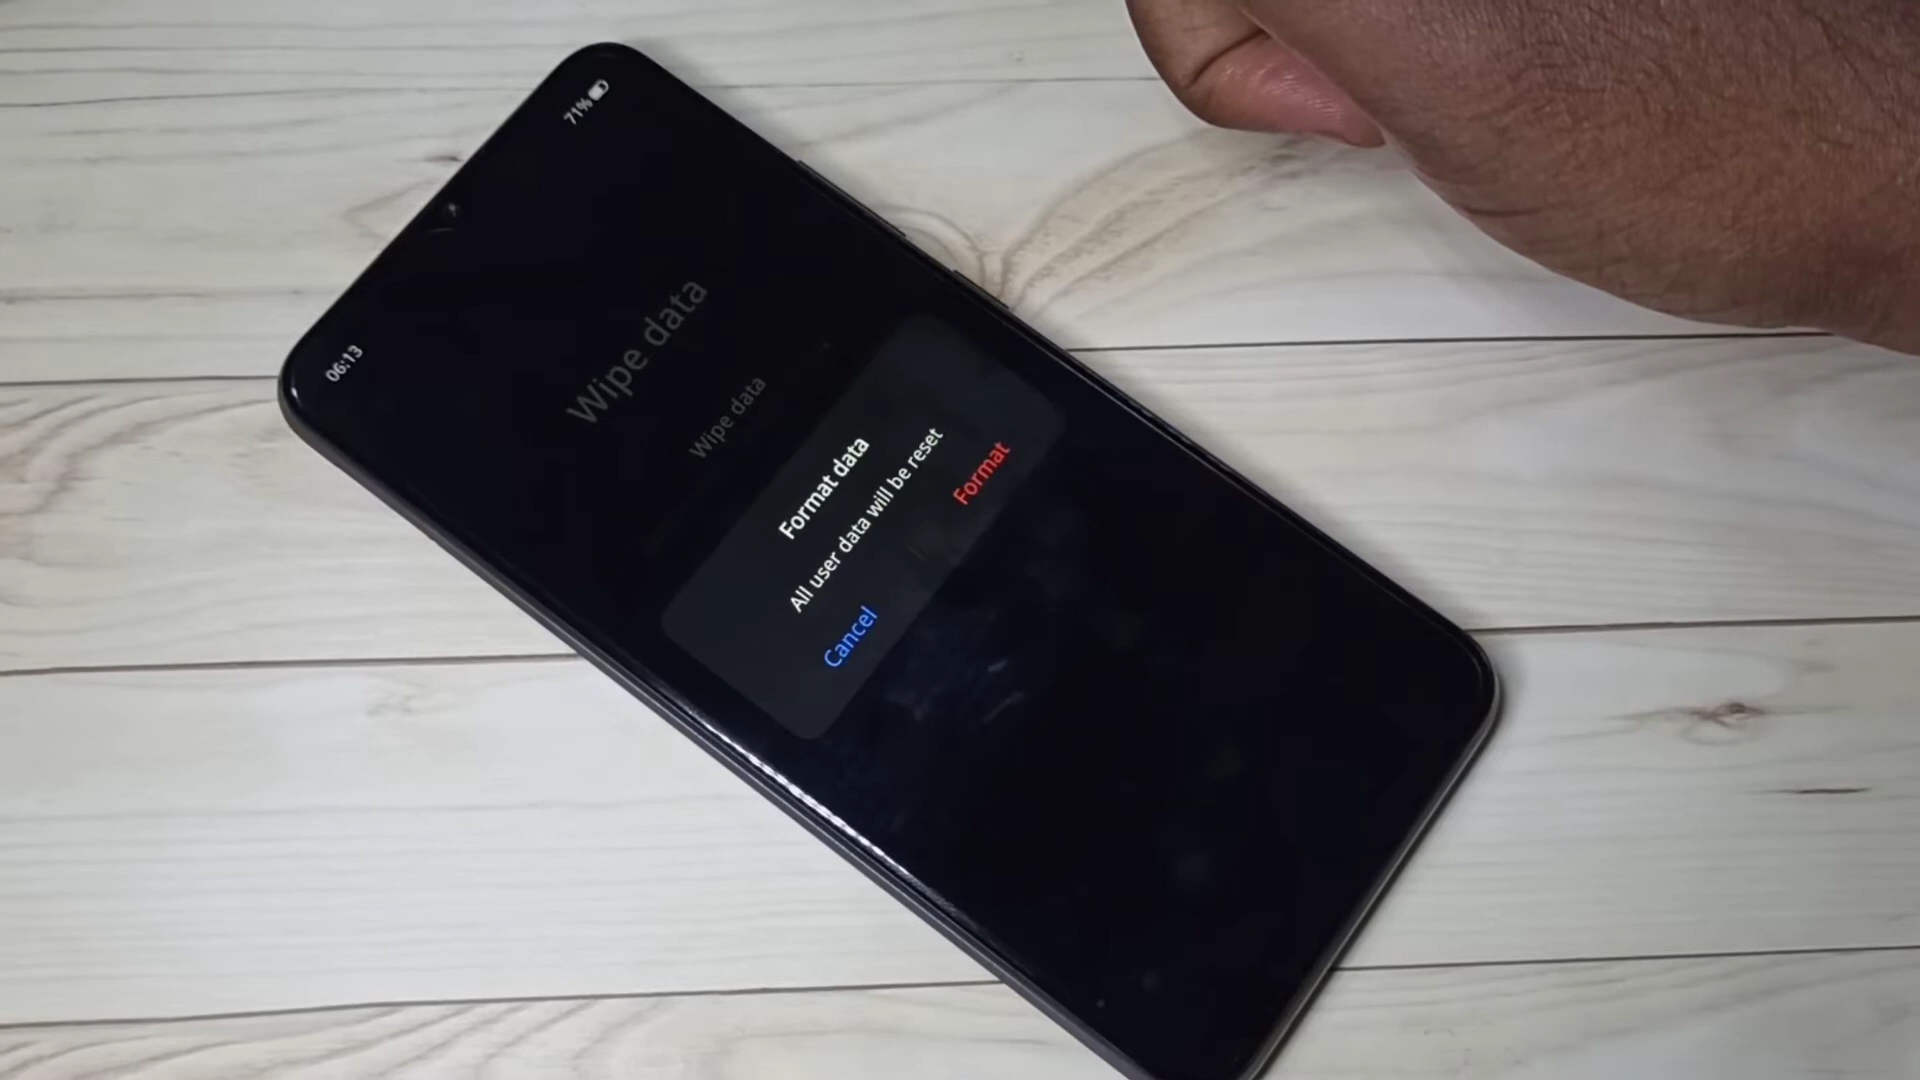 06:13 71%
Wipe data
Wipe data
Format data
All user data will be reset
Cancel Format